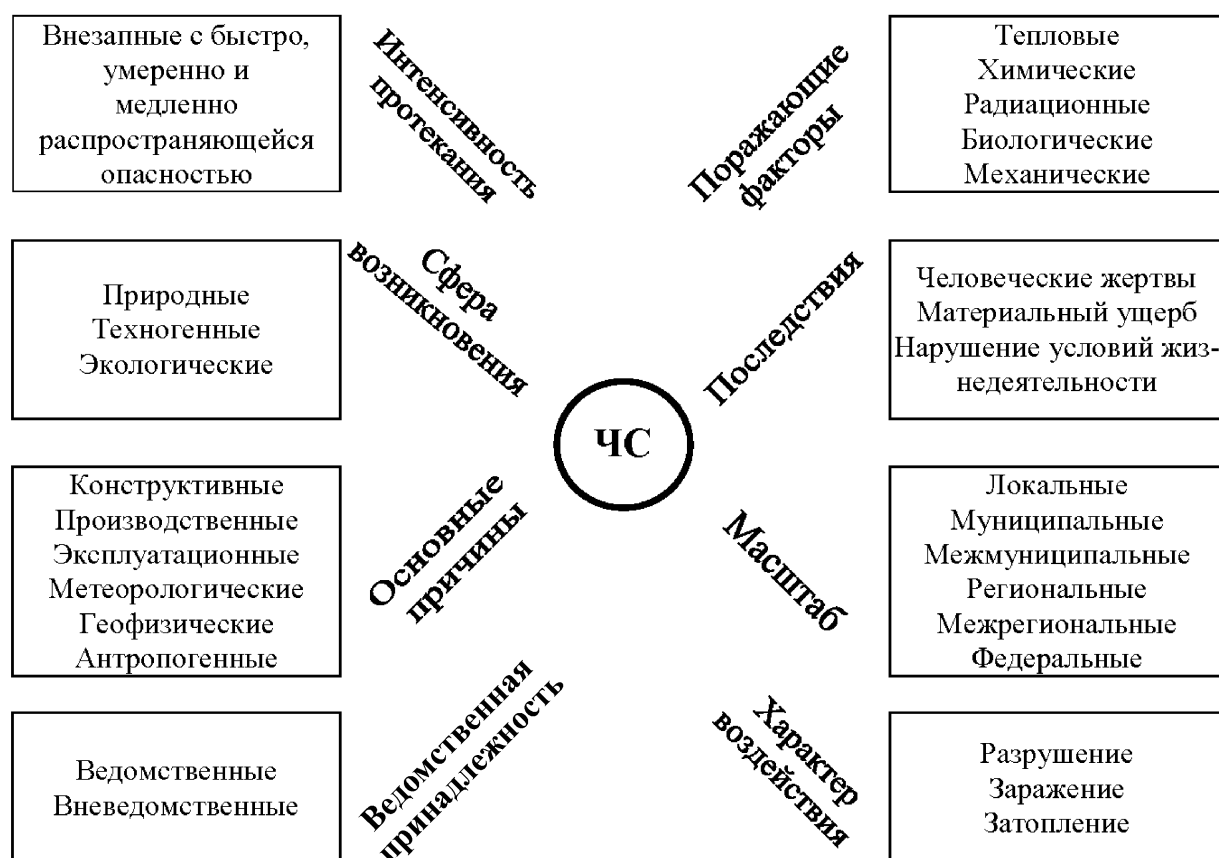 Внезапные с быстро,
умеренно и
медленно
распространяющейся
опасностью
Интенсивность
протекания
Поражающие
факторы
Тепловые
Химические
Радиационные
Биологические
Механические
Природные
Техногенные
Экологические
Сфера
возникновения
Последствия
Человеческие жертвы
Материальный ущерб
Нарушение условий жиз-
недеятельности
ЧС
Конструктивные
Производственные
Эксплуатационные
Метеорологические
Геофизические
Антропогенные
Основные
причины
Масштаб
Локальные
Муниципальные
Межмуниципальные
Региональные
Межрегиональные
Федеральные
Ведомственные
Вневедомственные
Ведомственная
принадлежность
Характер
воздействия
Разрушение
Заражение
Затопление